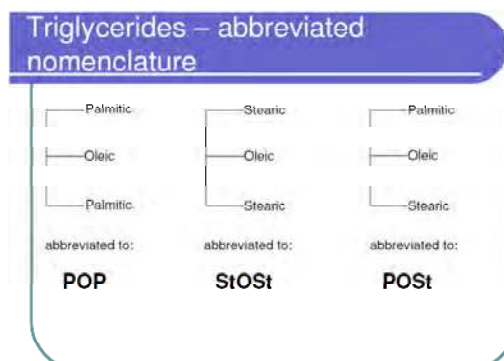 Triglycerides – abbreviated
nomenclature
Palmitic Stearic Palmitic
Oleic Oleic Oleic
Palmitic Stearic Stearic
abbreviated to: abbreviated to: abbreviated to:
POP StOSt POSt